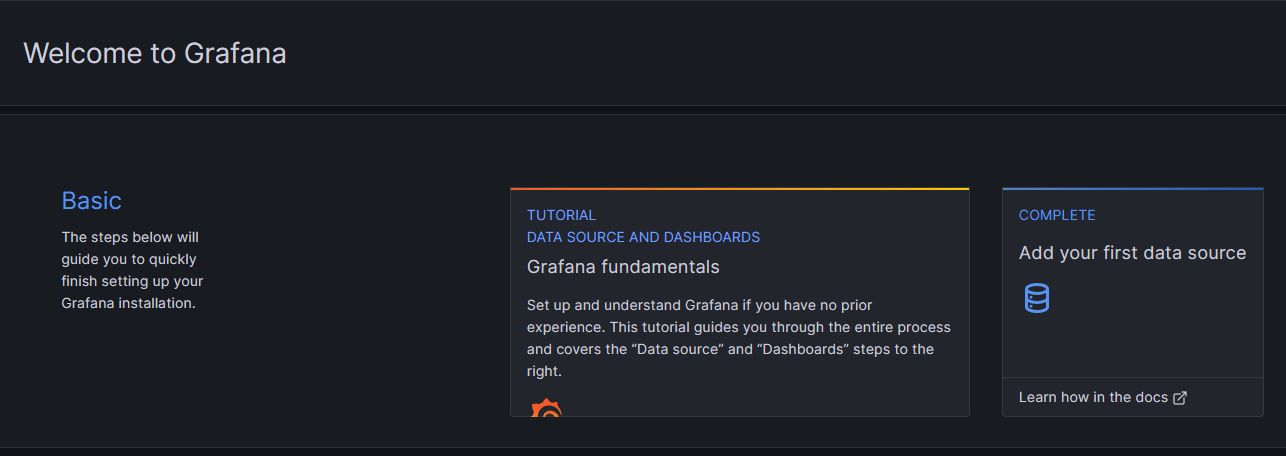 Welcome to Grafana
Basic
The steps below will
guide you to quickly
finish setting up your
Grafana installation.
TUTORIAL
DATA SOURCE AND DASHBOARDS
Grafana fundamentals
Set up and understand Grafana if you have no prior
experience. This tutorial guides you through the entire process
and covers the “Data source” and “Dashboards” steps to the
right.
COMPLETE
Add your first data source
Learn how in the docs